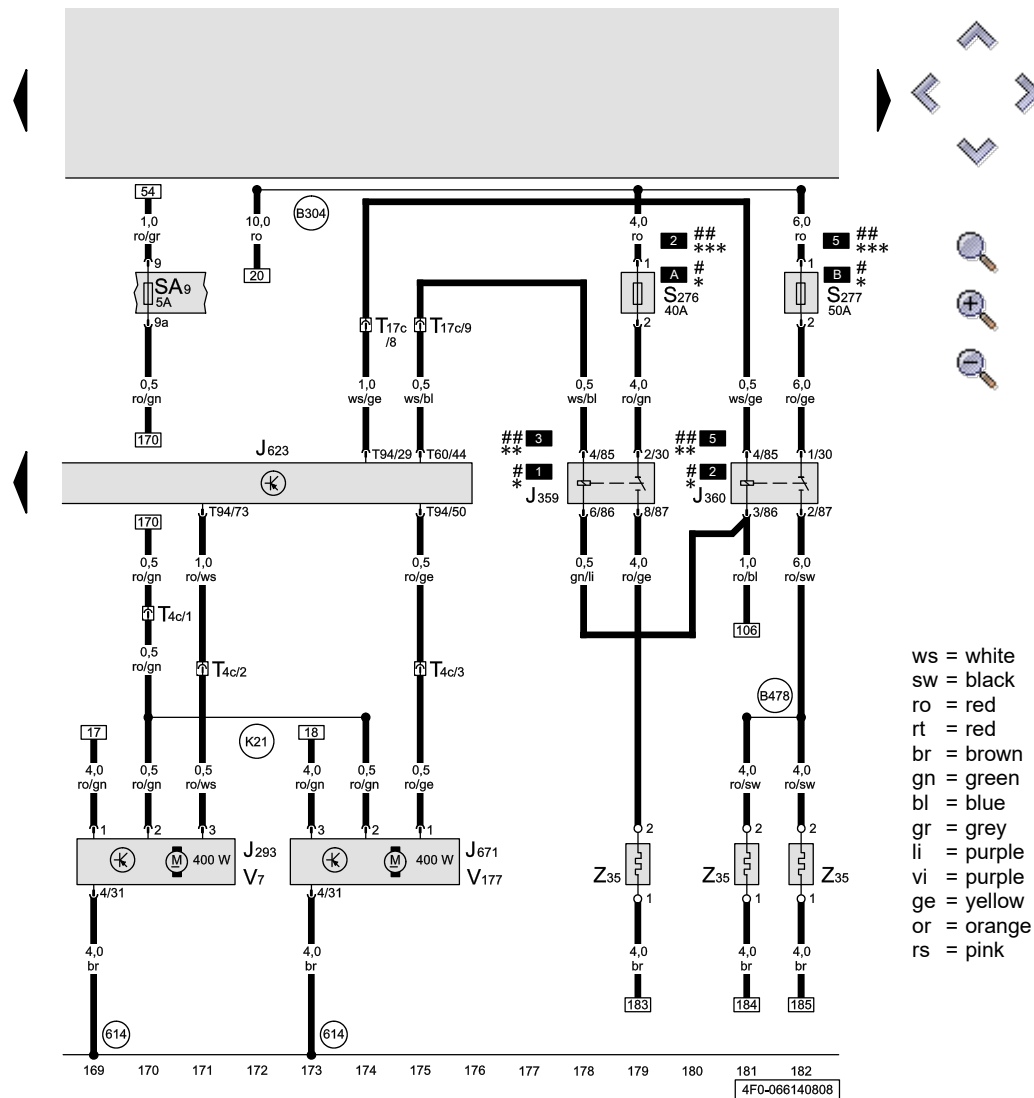 54
1,0
ro/gr
9
SA9
5A
9a
0,5
ro/gn
170
10,0
ro
20
B304
T17c
/8
T17c/9
1,0
ws/ge
0,5
ws/bl
0,5
ws/bl
4,0
ro
2 ##
***
1
A #
*
S276
40A
2
4,0
ro/gn
6,0
ro
5 ##
***
1
B #
*
S277
50A
2
0,5
ws/ge
6,0
ro/ge
J623
T94/29
T60/44
T94/73
T94/50
## 3
**
# 1
*
J359
4/85
2/30
6/86
8/87
## 5
**
# 2
*
J360
4/85
1/30
3/86
2/87
170
0,5
ro/gn
T4c/1
0,5
ro/gn
1,0
ro/ws
T4c/2
0,5
ro/ge
T4c/3
0,5
gn/li
4,0
ro/ge
1,0
ro/bl
106
6,0
ro/sw
B478
17
K21
18
4,0
ro/gn
0,5
ro/gn
0,5
ro/ws
4,0
ro/gn
0,5
ro/gn
0,5
ro/ge
4,0
ro/sw
4,0
ro/sw
1
2
3
M 400 W
J293
V7
4/31
3
2
1
M 400 W
J671
V177
4/31
2
Z35
1
2
Z35
1
2
Z35
1
4,0
br
4,0
br
4,0
br
4,0
br
4,0
br
183
184
185
614
614
169 170 171 172 173 174 175 176 177 178 179 180 181 182
4F0-066140808
ws = white
sw = black
ro = red
rt = red
br = brown
gn = green
bl = blue
gr = grey
li = purple
vi = purple
ge = yellow
or = orange
rs = pink